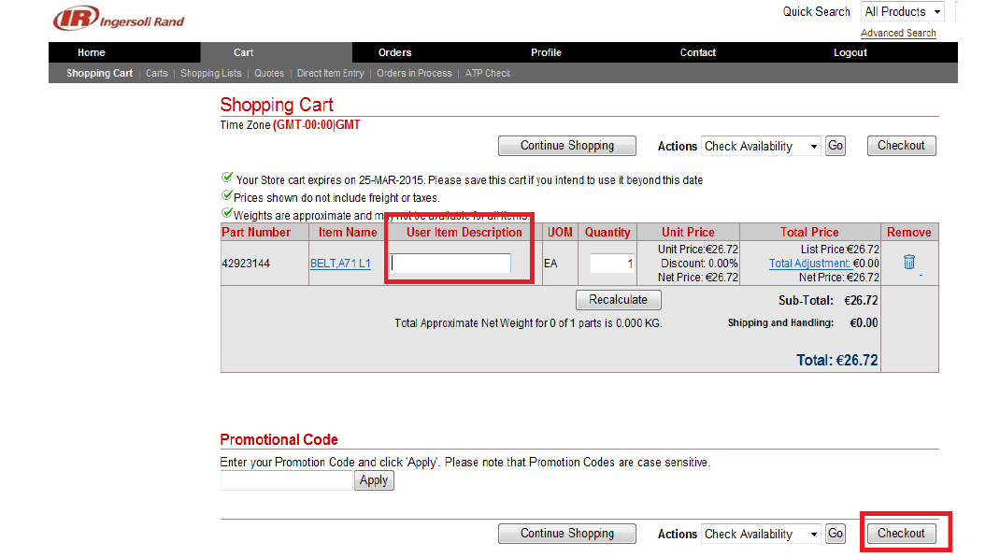 IR Ingersoll Rand
Quick Search All Products
Advanced Search
Home Cart Orders Profile Contact Logout
Shopping Cart | Carts | Shopping Lists | Quotes | Direct Item Entry | Orders in Process | ATP Check
Shopping Cart
Time Zone (GMT-00:00)GMT
Continue Shopping Actions Check Availability Go Checkout
Your Store cart expires on 25-MAR-2015. Please save this cart if you intend to use it beyond this date
Prices shown do not include freight or taxes.
Weights are approximate and may not be available for all items.
Part Number Item Name User Item Description UOM Quantity Unit Price Total Price Remove
Unit Price:€26.72 List Price:€26.72
42923144 BELT,A71 L1 EA 1 Discount: 0.00% Total Adjustment: €0.00
Net Price: €26.72 Net Price: €26.72
Recalculate Sub-Total: €26.72
Total Approximate Net Weight for 0 of 1 parts is 0.000 KG. Shipping and Handling: €0.00
Total: €26.72
Promotional Code
Enter your Promotion Code and click 'Apply'. Please note that Promotion Codes are case sensitive.
Apply
Continue Shopping Actions Check Availability Go Checkout